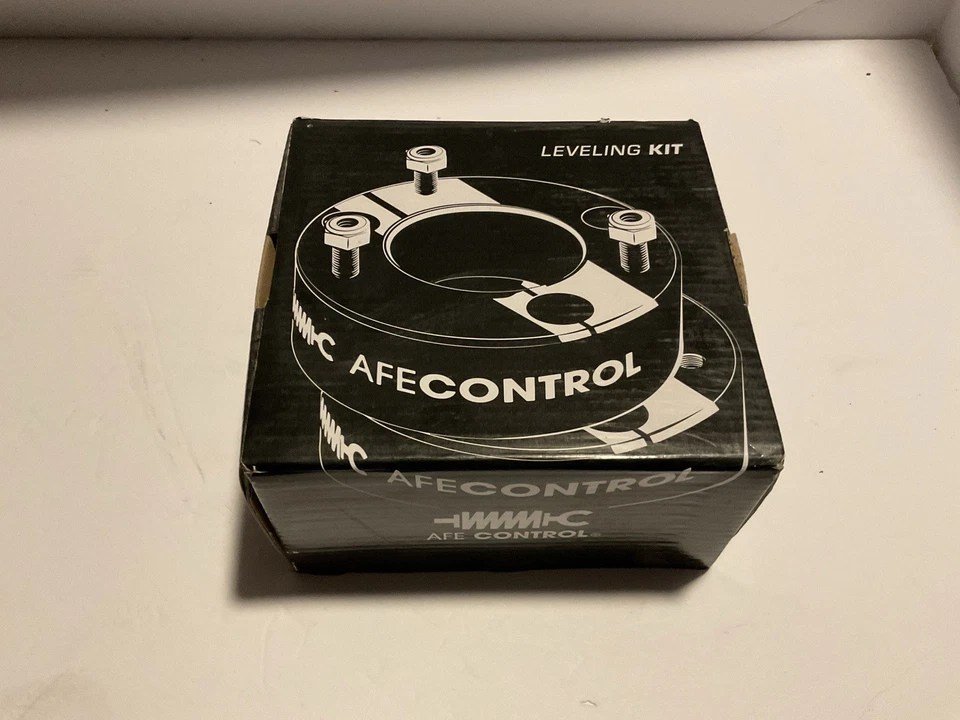 LEVELING KIT
AFECONTROL
AFECONTROL
AFE CONTROL®